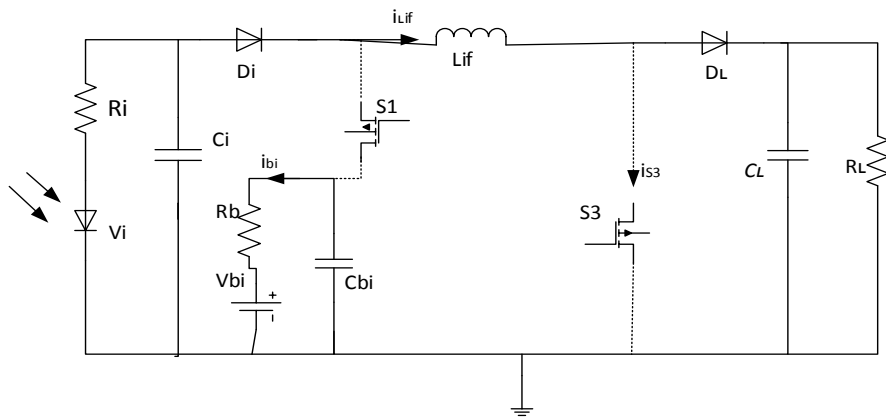 iLif
Di
Lif
DL
Ri
Ci
S1
ibi
iS3
CL
RL
Rb
S3
Vi
Vbi
+
-
Cbi